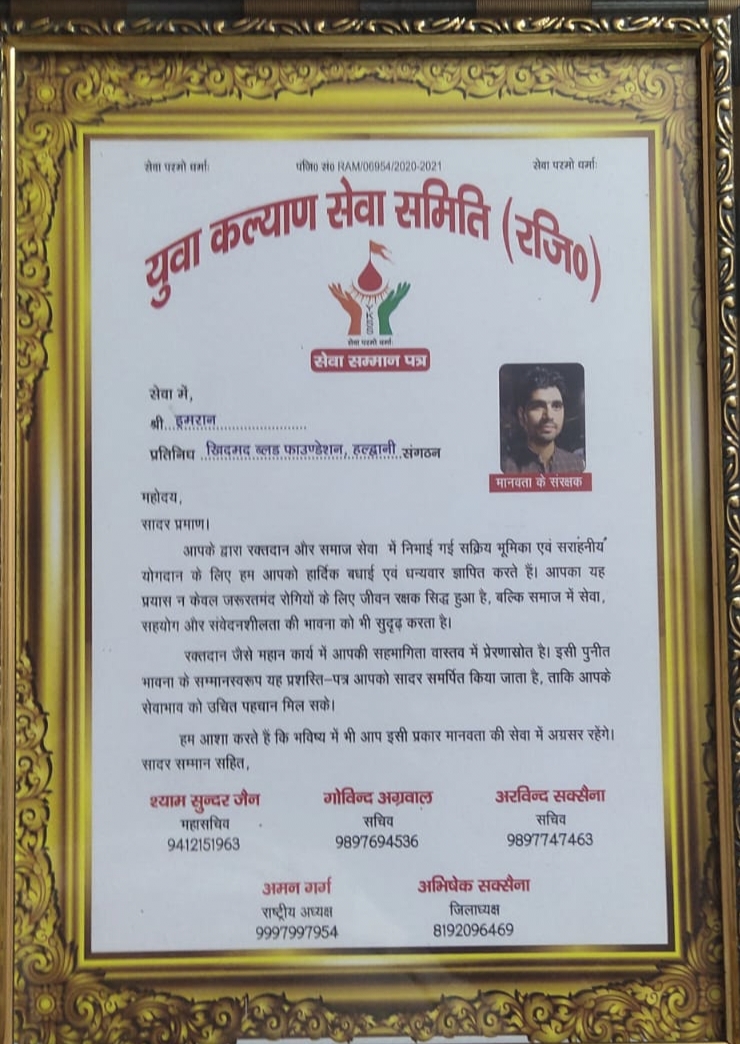 सेवा परमो धर्माः पंजि० सं० RAM/06954/2020-2021 सेवा परमो धर्माः
युवा कल्याण सेवा समिति (रजि०)
YKSS
सेवा परमो धर्माः
सेवा सम्मान पत्र
सेवा में,
श्री...इमरान......................
प्रतिनिध ..खिदमद ब्लड फाउण्डेशन, हल्द्वानी..संगठन
मानवता के संरक्षक
महोदय,
सादर प्रमाण।
आपके द्वारा रक्तदान और समाज सेवा में निभाई गई सक्रिय भूमिका एवं सराहनीय
योगदान के लिए हम आपको हार्दिक बधाई एवं धन्यवार ज्ञापित करते हैं। आपका यह
प्रयास न केवल जरूरतमंद रोगियों के लिए जीवन रक्षक सिद्ध हुआ है, बल्कि समाज में सेवा,
सहयोग और संवेदनशीलता की भावना को भी सुदृढ़ करता है।
रक्तदान जैसे महान कार्य में आपकी सहभागिता वास्तव में प्रेरणास्रोत है। इसी पुनीत
भावना के सम्मानस्वरूप यह प्रशस्ति-पत्र आपको सादर समर्पित किया जाता है, ताकि आपके
सेवाभाव को उचित पहचान मिल सके।
हम आशा करते हैं कि भविष्य में भी आप इसी प्रकार मानवता की सेवा में अग्रसर रहेंगे।
सादर सम्मान सहित,
श्याम सुन्दर जैन गोविन्द अग्रवाल अरविन्द सक्सैना
महासचिव सचिव सचिव
9412151963 9897694536 9897747463
अमन गर्ग अभिषेक सक्सैना
राष्ट्रीय अध्यक्ष जिलाध्यक्ष
9997997954 8192096469